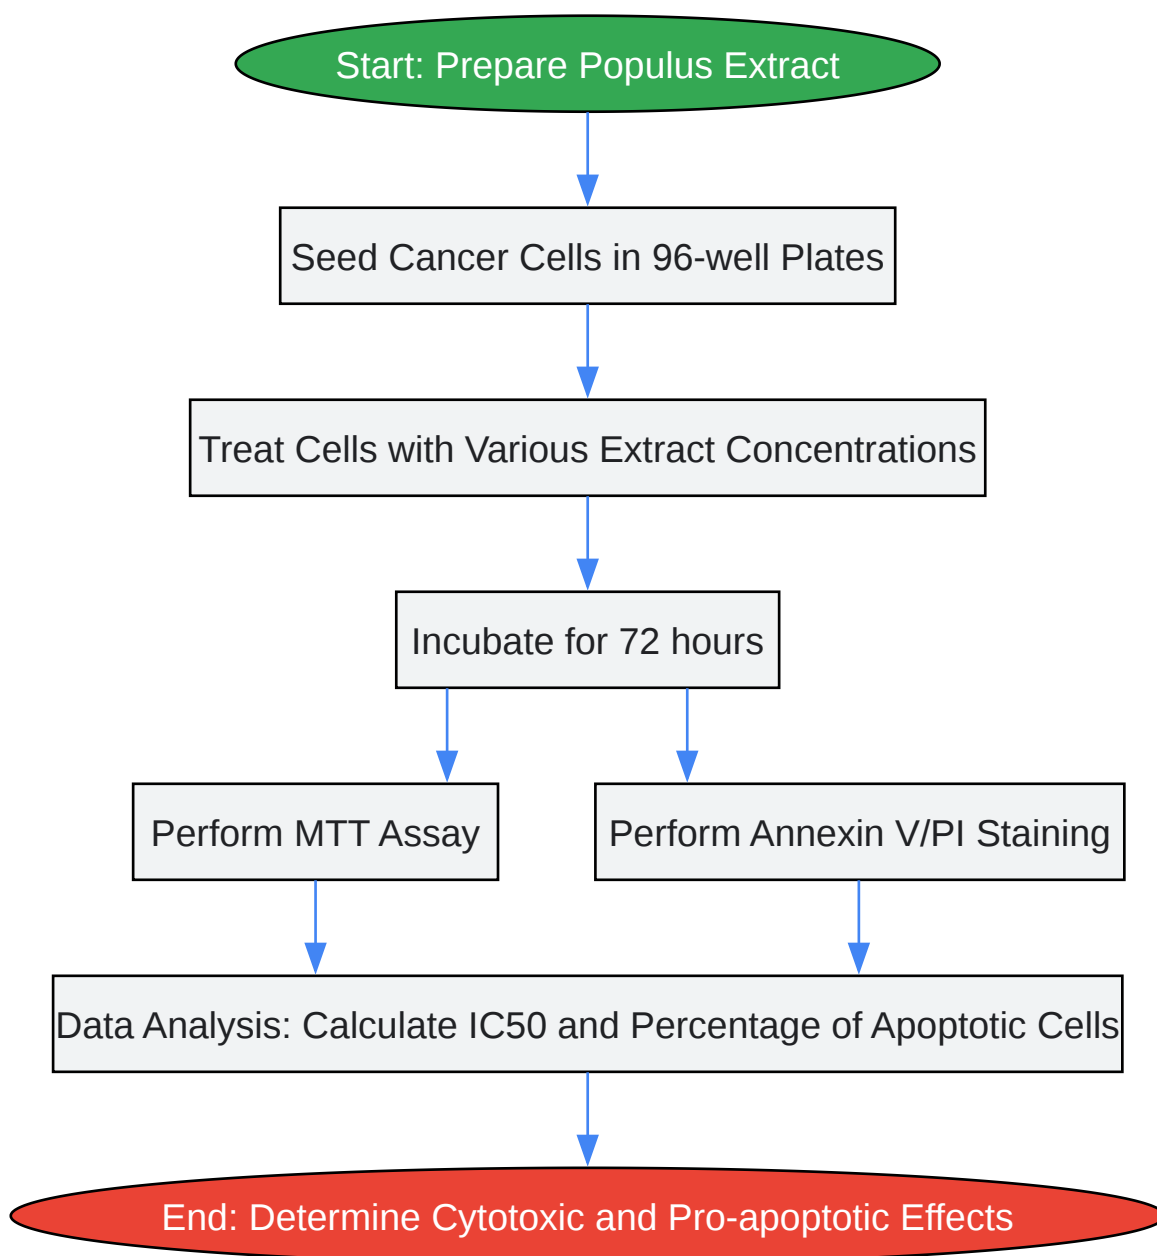 Start: Prepare Populus Extract
Seed Cancer Cells in 96-well Plates
Treat Cells with Various Extract Concentrations
Incubate for 72 hours
Perform MTT Assay
Perform Annexin V/PI Staining
Data Analysis: Calculate IC50 and Percentage of Apoptotic Cells
End: Determine Cytotoxic and Pro-apoptotic Effects